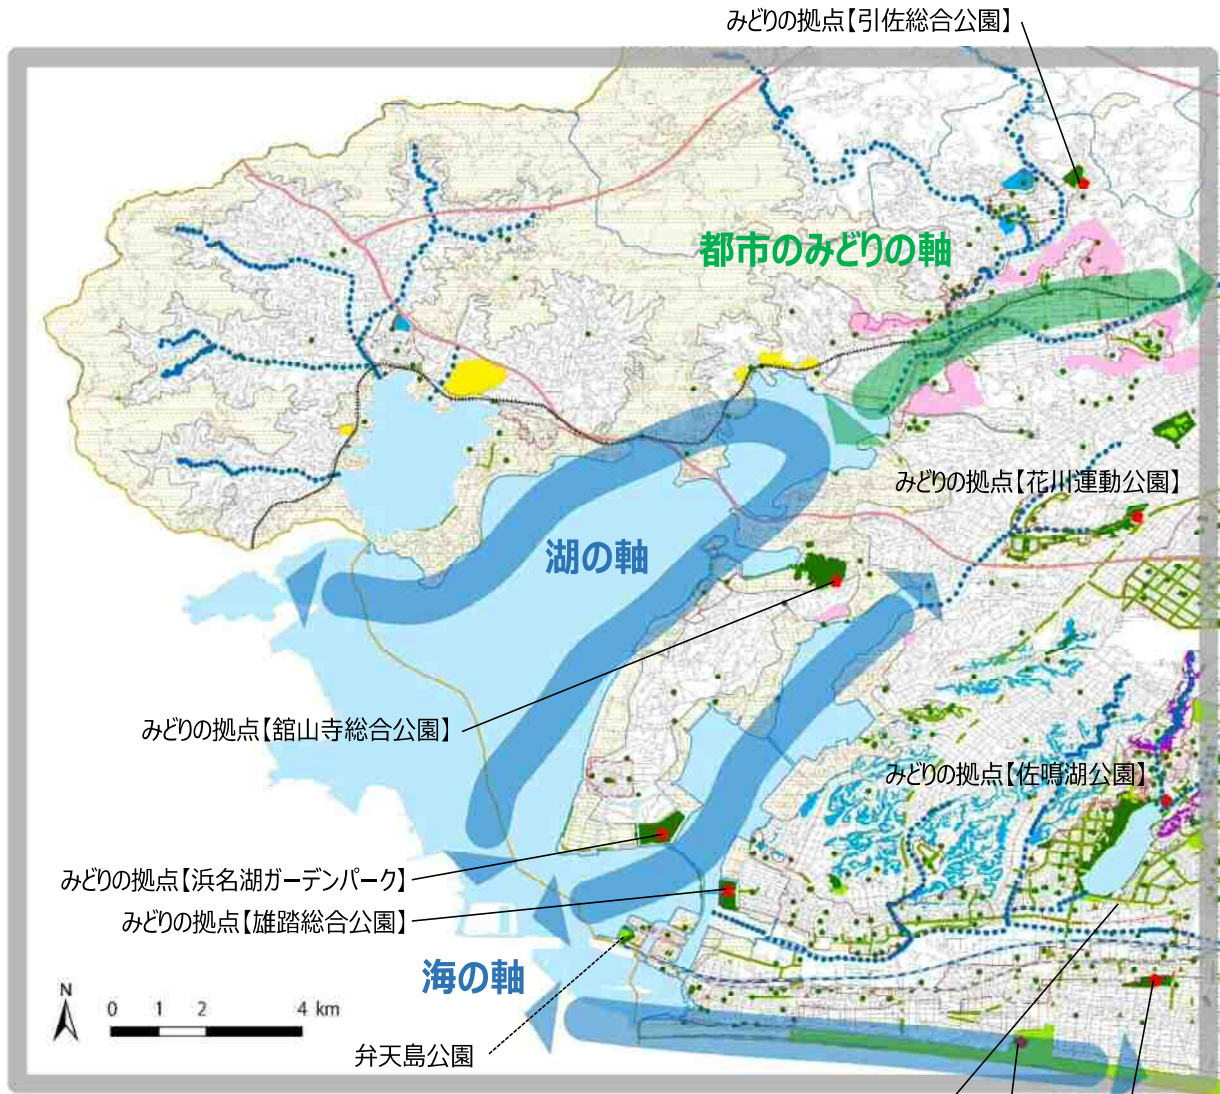 みどりの拠点【引佐総合公園】
都市のみどりの軸
みどりの拠点【花川運動公園】
湖の軸
みどりの拠点【舘山寺総合公園】
みどりの拠点【佐鳴湖公園】
みどりの拠点【浜名湖ガーデンパーク】
みどりの拠点【雄踏総合公園】
海の軸
N
0 1 2 4 km
弁天島公園